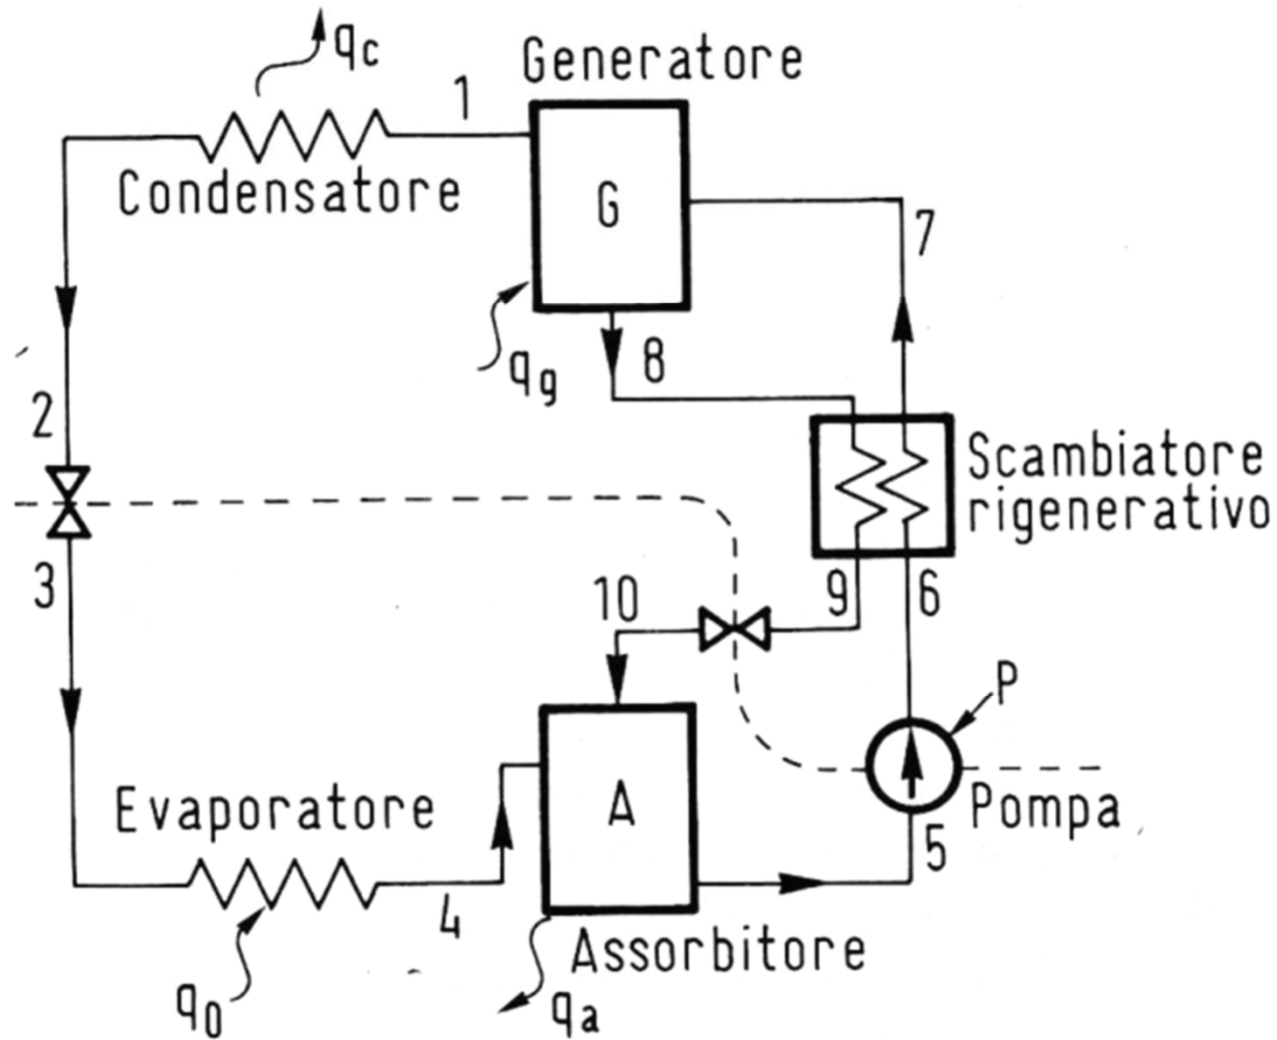 qc
Generatore
1
Condensatore
G
7
qg
8
2
Scambiatore
rigenerativo
3
10
9
6
P
Evaporatore
A
Pompa
5
4
Assorbitore
q0
qa